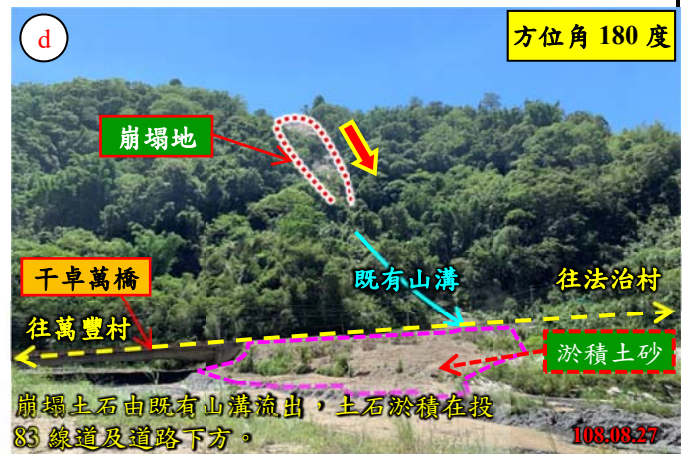 d
方位角 180 度
崩塌地
既有山溝
往法治村
干卓萬橋
往萬豐村
淤積土砂
崩塌土石由既有山溝流出，土石淤積在投
83 線道及道路下方。
108.08.27